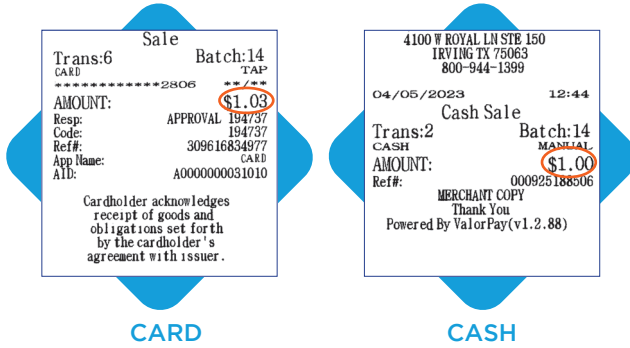 Sale
Trans:6 Batch:14
CARD TAP
************2806 **/**
AMOUNT: $1.03
Resp: APPROVAL 194737
Code: 194737
Ref#: 309616834977
App Name: CARD
AID: A0000000031010
Cardholder acknowledges
receipt of goods and
obligations set forth
by the cardholder's
agreement with issuer.
CARD
4100 W ROYAL LN STE 150
IRVING TX 75063
800-944-1399
04/05/2023 12:44
Cash Sale
Trans:2 Batch:14
CASH MANUAL
AMOUNT: $1.00
Ref#: 000925188506
MERCHANT COPY
Thank You
Powered By ValorPay(v1.2.88)
CASH